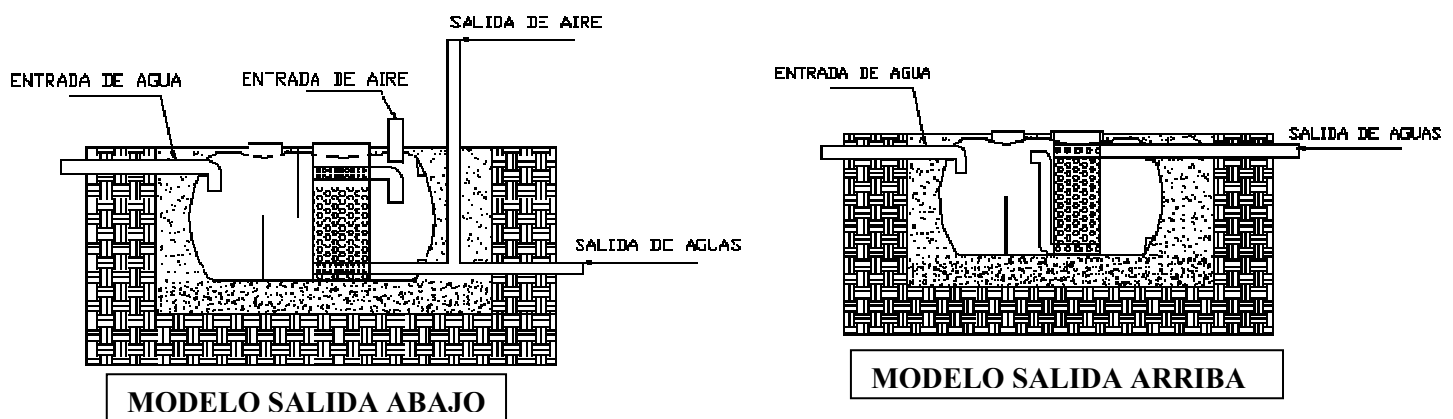 SALIDA DE AIRE
ENTRADA DE AGUA
ENTRADA DE AIRE
SALIDA DE AGUAS
MODELO SALIDA ABAJO
ENTRADA DE AGUA
SALIDA DE AGUAS
MODELO SALIDA ARRIBA